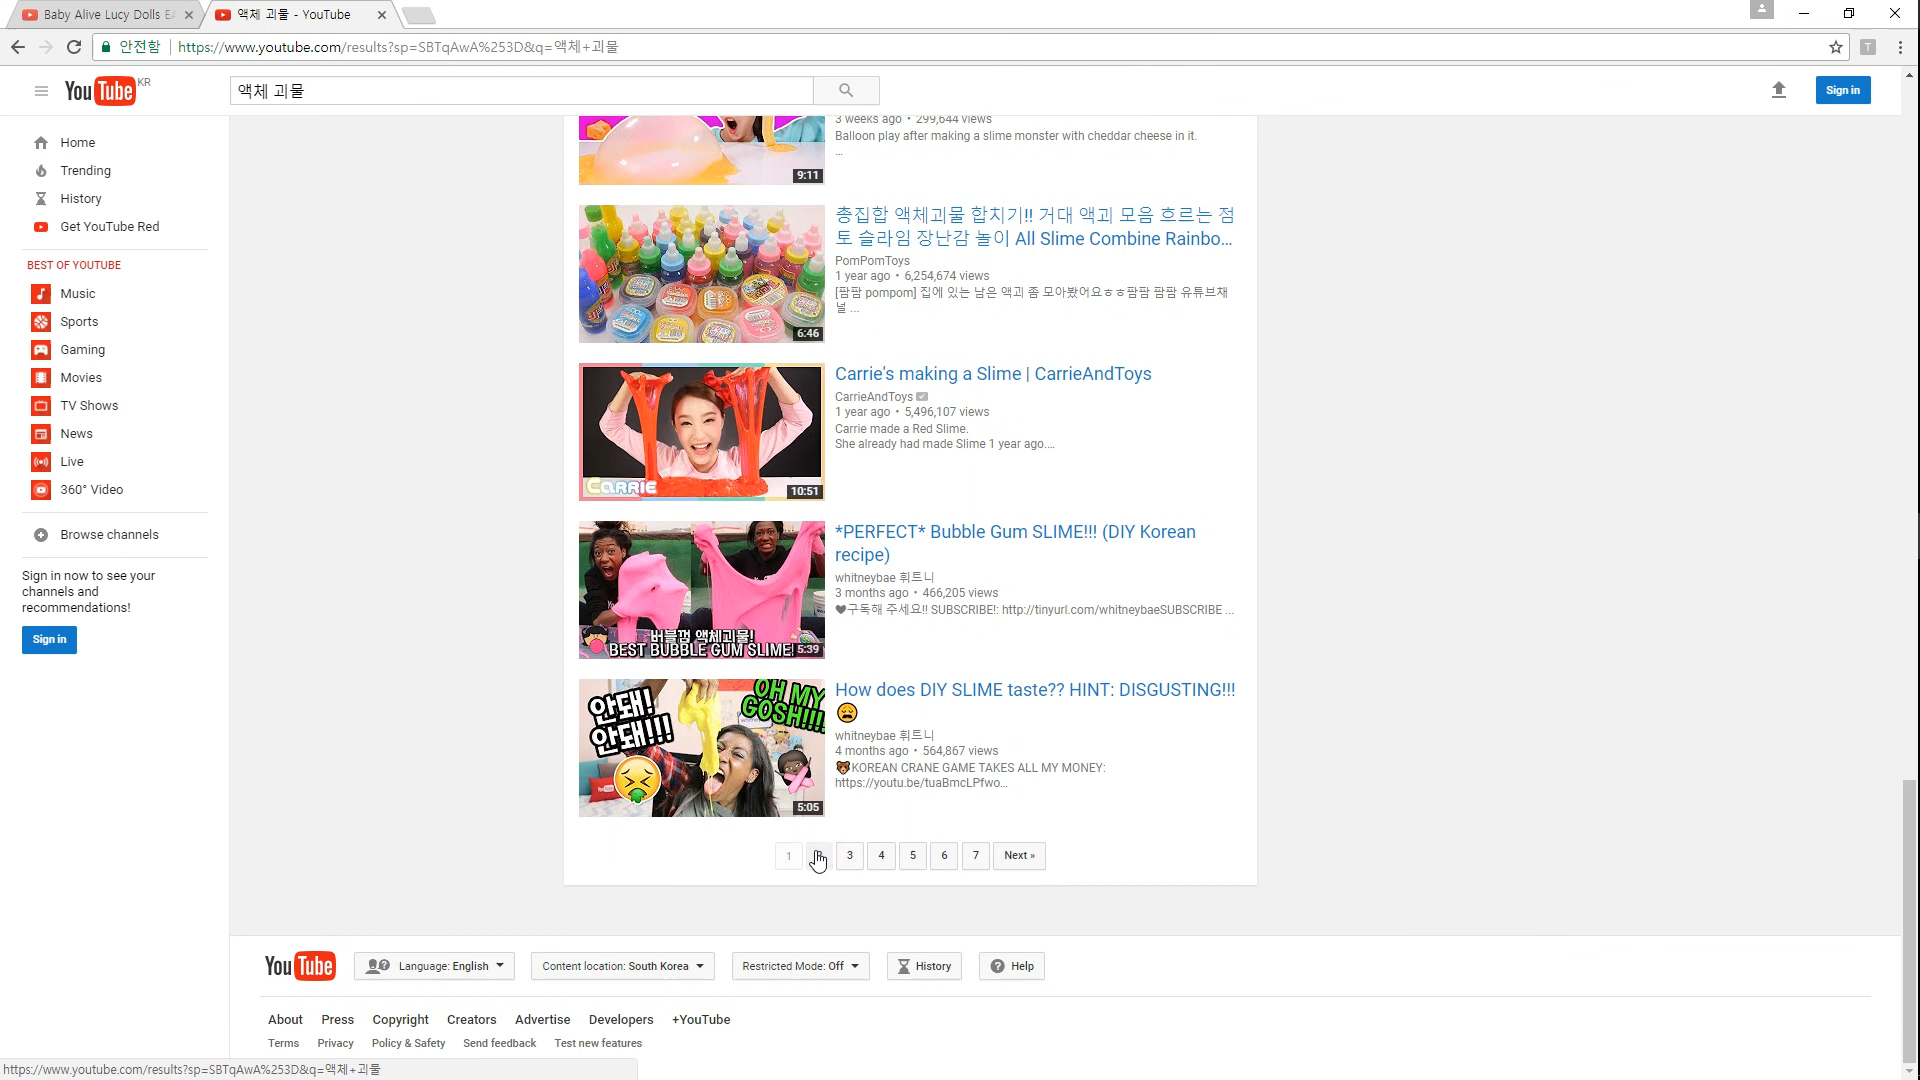 Baby Alive Lucy Dolls EA
액체 괴물 - YouTube
안전함
https://www.youtube.com/results?sp=SBTqAwA%253D&q=액체+괴물
T
YouTube KR
액체 괴물
Sign in
Home
Trending
History
Get YouTube Red
BEST OF YOUTUBE
Music
Sports
Gaming
Movies
TV Shows
News
Live
360° Video
Browse channels
Sign in now to see your
channels and
recommendations!
Sign in
3 weeks ago • 299,644 views
Balloon play after making a slime monster with cheddar cheese in it.
...
9:11
총집합 액체괴물 합치기!! 거대 액괴 모음 흐르는 점
토 슬라임 장난감 놀이 All Slime Combine Rainbo...
PomPomToys
1 year ago • 6,254,674 views
[팜팜 pompom] 집에 있는 남은 액괴 좀 모아봤어요ㅎㅎ팜팜 팜팜 유튜브채
널 ...
6:46
Carrie's making a Slime | CarrieAndToys
CarrieAndToys
1 year ago • 5,496,107 views
Carrie made a Red Slime.
She already had made Slime 1 year ago....
CARRIE
10:51
*PERFECT* Bubble Gum SLIME!!! (DIY Korean
recipe)
whitneybae 휘트니
3 months ago • 466,205 views
♥구독해 주세요!! SUBSCRIBE!: http://tinyurl.com/whitneybaeSUBSCRIBE ...
버블껌 액체괴물!
BEST BUBBLE GUM SLIME!
5:39
How does DIY SLIME taste?? HINT: DISGUSTING!!!
😩
whitneybae 휘트니
4 months ago • 564,867 views
🐻KOREAN CRANE GAME TAKES ALL MY MONEY:
https://youtu.be/tuaBmcLPfwo...
안돼!
안돼!!!
OH MY
GOSH!!!!
5:05
1 3 4 5 6 7 Next »
YouTube
Language: English
Content location: South Korea
Restricted Mode: Off
History
Help
About Press Copyright Creators Advertise Developers +YouTube
Terms Privacy Policy & Safety Send feedback Test new features
https://www.youtube.com/results?sp=SBTqAwA%253D&q=액체+괴물